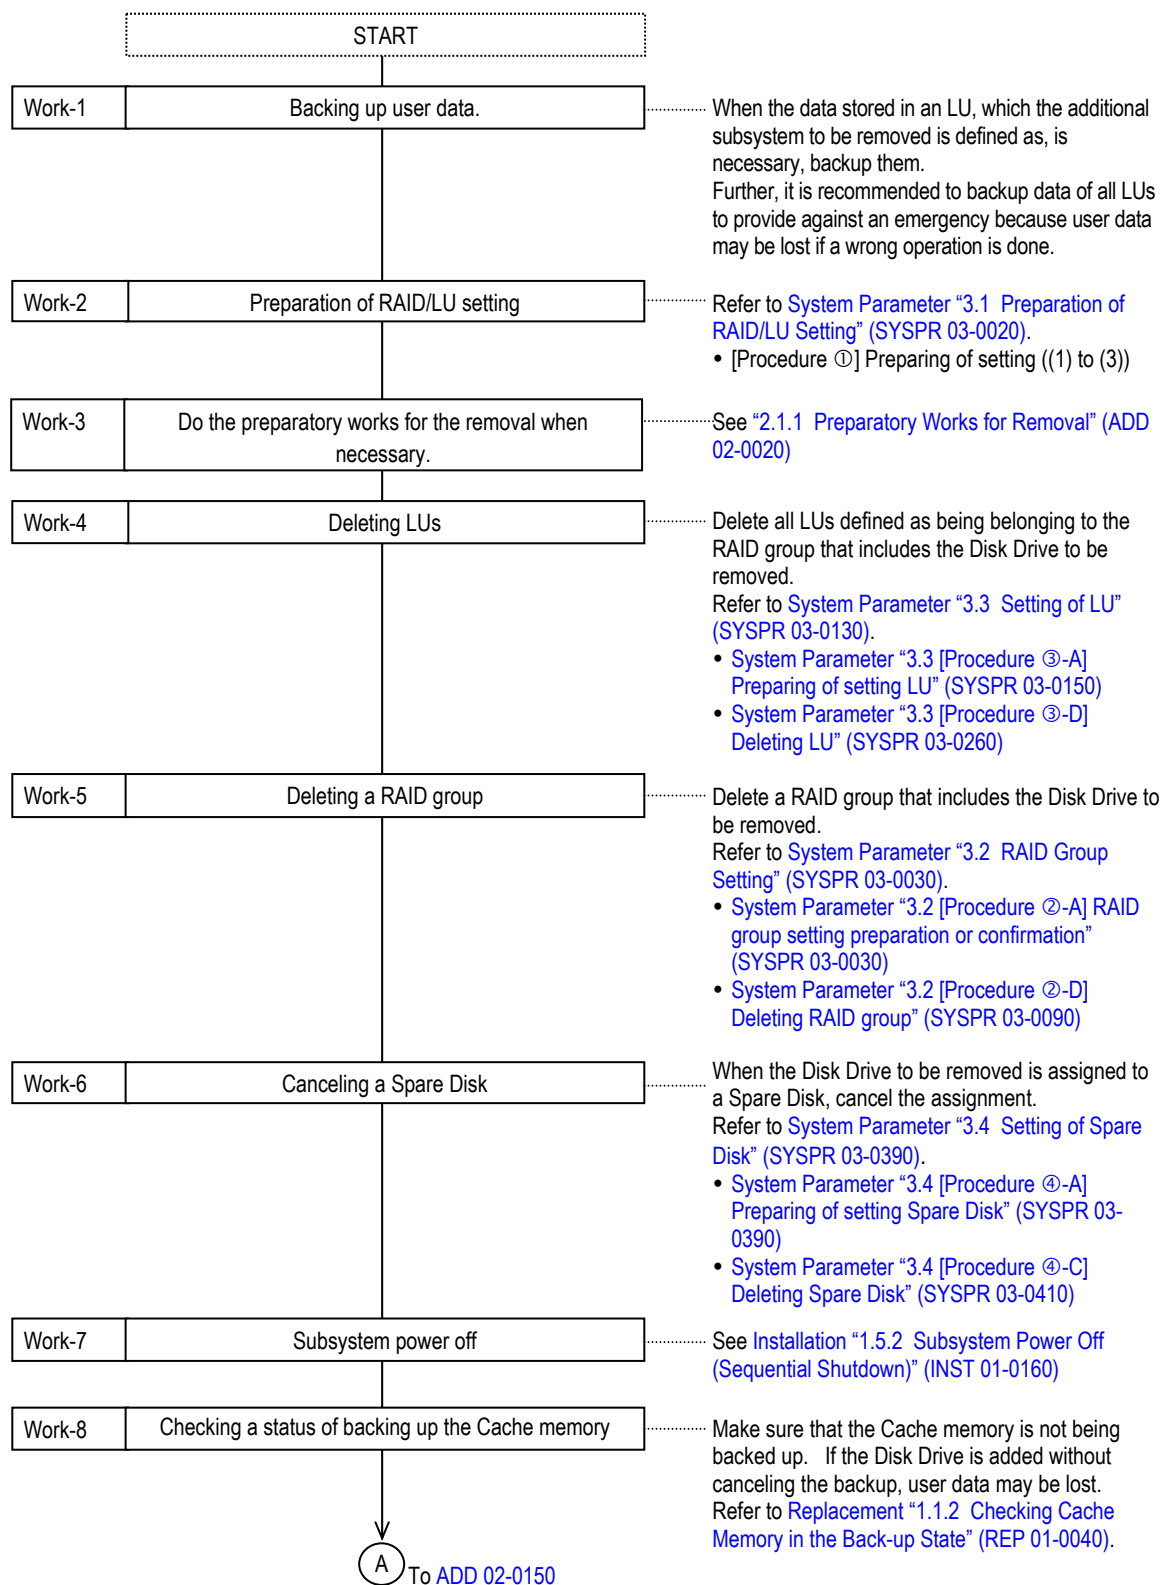 START
Work-1
Backing up user data.
When the data stored in an LU, which the additional
subsystem to be removed is defined as, is
necessary, backup them.
Further, it is recommended to backup data of all LUs
to provide against an emergency because user data
may be lost if a wrong operation is done.
Work-2
Preparation of RAID/LU setting
Refer to System Parameter “3.1 Preparation of
RAID/LU Setting” (SYSPR 03-0020).
• [Procedure ①] Preparing of setting ((1) to (3))
Work-3
Do the preparatory works for the removal when
necessary.
See “2.1.1 Preparatory Works for Removal” (ADD
02-0020)
Work-4
Deleting LUs
Delete all LUs defined as being belonging to the
RAID group that includes the Disk Drive to be
removed.
Refer to System Parameter “3.3 Setting of LU”
(SYSPR 03-0130).
• System Parameter “3.3 [Procedure ③-A]
Preparing of setting LU” (SYSPR 03-0150)
• System Parameter “3.3 [Procedure ③-D]
Deleting LU” (SYSPR 03-0260)
Work-5
Deleting a RAID group
Delete a RAID group that includes the Disk Drive to
be removed.
Refer to System Parameter “3.2 RAID Group
Setting” (SYSPR 03-0030).
• System Parameter “3.2 [Procedure ②-A] RAID
group setting preparation or confirmation”
(SYSPR 03-0030)
• System Parameter “3.2 [Procedure ②-D]
Deleting RAID group” (SYSPR 03-0090)
Work-6
Canceling a Spare Disk
When the Disk Drive to be removed is assigned to
a Spare Disk, cancel the assignment.
Refer to System Parameter “3.4 Setting of Spare
Disk” (SYSPR 03-0390).
• System Parameter “3.4 [Procedure ④-A]
Preparing of setting Spare Disk” (SYSPR 03-
0390)
• System Parameter “3.4 [Procedure ④-C]
Deleting Spare Disk” (SYSPR 03-0410)
Work-7
Subsystem power off
See Installation “1.5.2 Subsystem Power Off
(Sequential Shutdown)” (INST 01-0160)
Work-8
Checking a status of backing up the Cache memory
Make sure that the Cache memory is not being
backed up. If the Disk Drive is added without
canceling the backup, user data may be lost.
Refer to Replacement “1.1.2 Checking Cache
Memory in the Back-up State” (REP 01-0040).
A
To ADD 02-0150